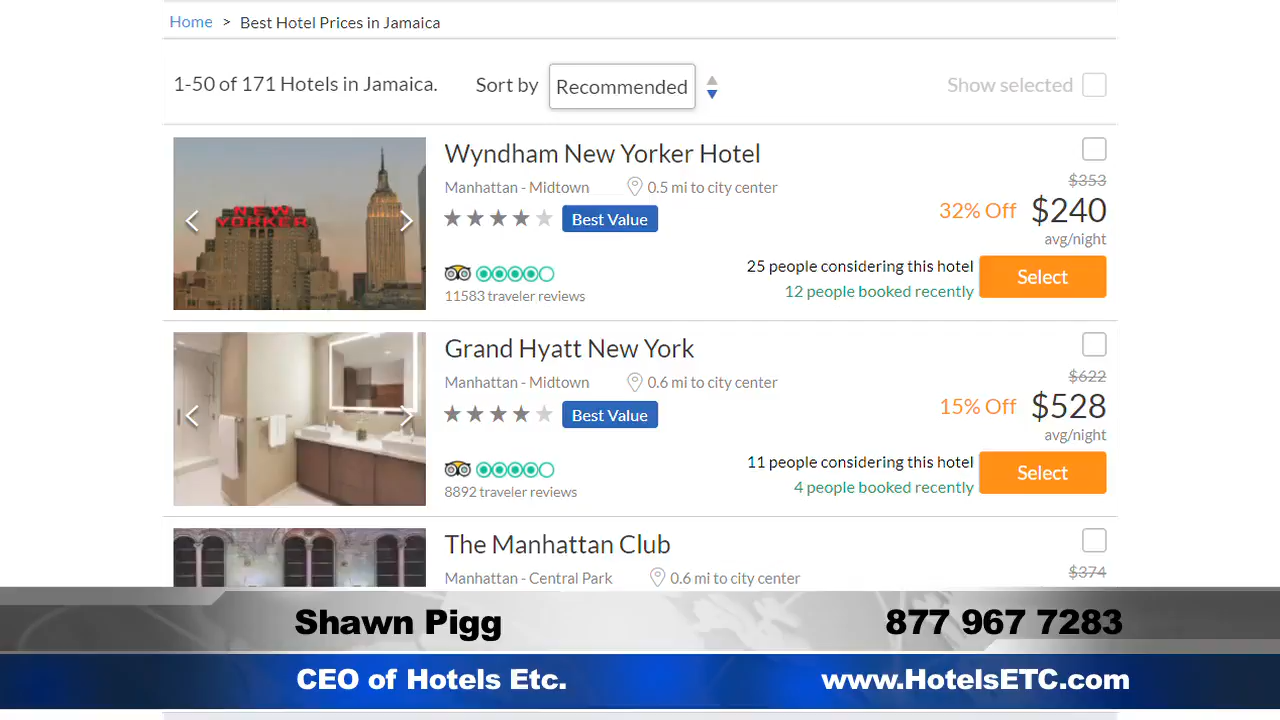 Home > Best Hotel Prices in Jamaica
1-50 of 171 Hotels in Jamaica.
Sort by Recommended
Show selected
NEW
YORKER
Wyndham New Yorker Hotel
Manhattan - Midtown 0.5 mi to city center
Best Value
11583 traveler reviews
$353
32% Off $240
avg/night
25 people considering this hotel
12 people booked recently
Select
Grand Hyatt New York
Manhattan - Midtown 0.6 mi to city center
Best Value
8892 traveler reviews
$622
15% Off $528
avg/night
11 people considering this hotel
4 people booked recently
Select
The Manhattan Club
Manhattan - Central Park 0.6 mi to city center
$374
Shawn Pigg 877 967 7283
CEO of Hotels Etc. www.HotelsETC.com